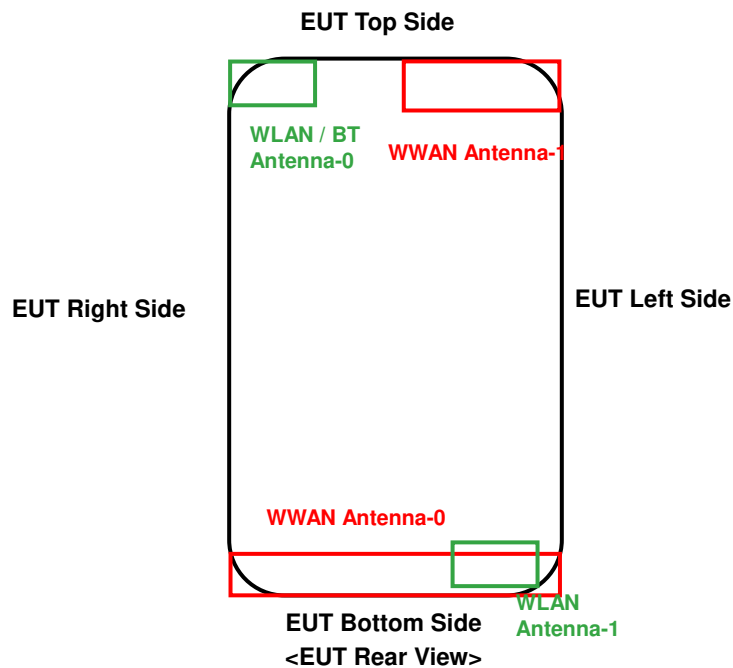 EUT Top Side
WLAN / BT
Antenna-0
WWAN Antenna-1
EUT Right Side
EUT Left Side
WWAN Antenna-0
WLAN
Antenna-1
EUT Bottom Side
<EUT Rear View>